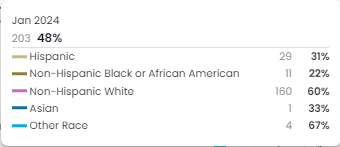 Jan 2024
203 48%
Hispanic 29 31%
Non-Hispanic Black or African American 11 22%
Non-Hispanic White 160 60%
Asian 1 33%
Other Race 4 67%